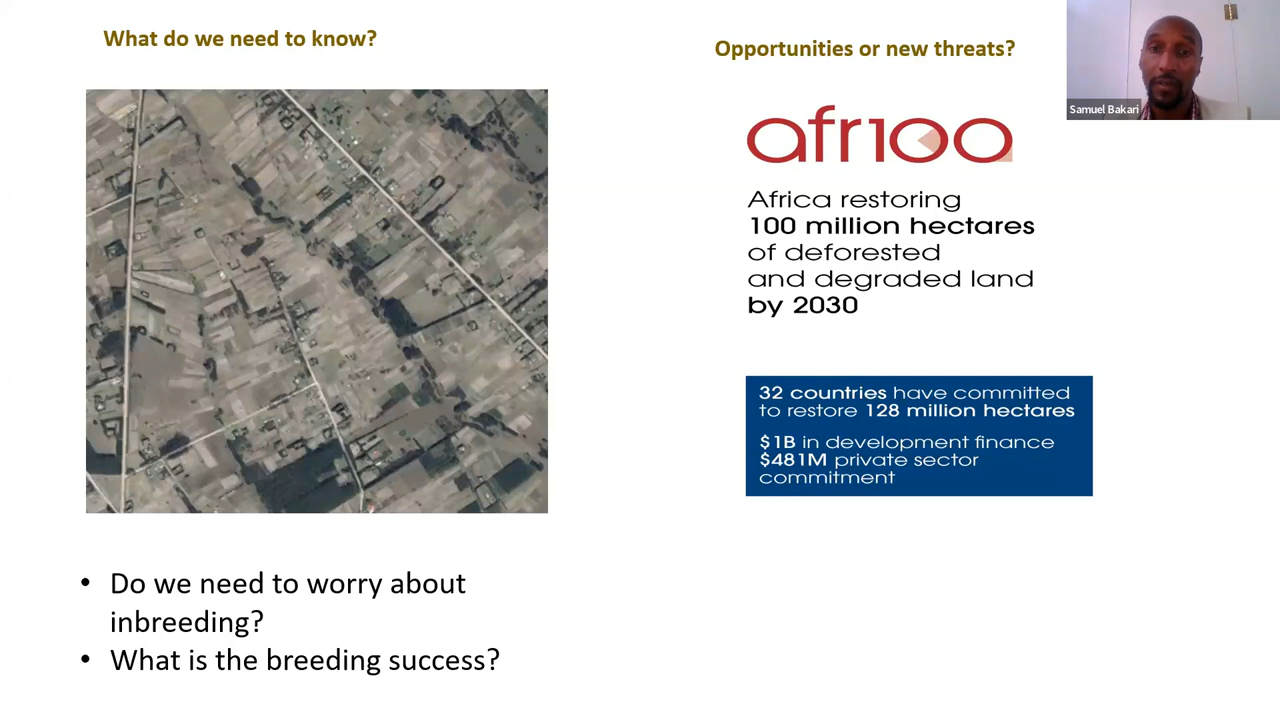 What do we need to know?
Opportunities or new threats?
Samuel Bakari
afr100
Africa restoring
100 million hectares
of deforested
and degraded land
by 2030
32 countries have committed
to restore 128 million hectares
$1B in development finance
$481M private sector
commitment
• Do we need to worry about
inbreeding?
• What is the breeding success?